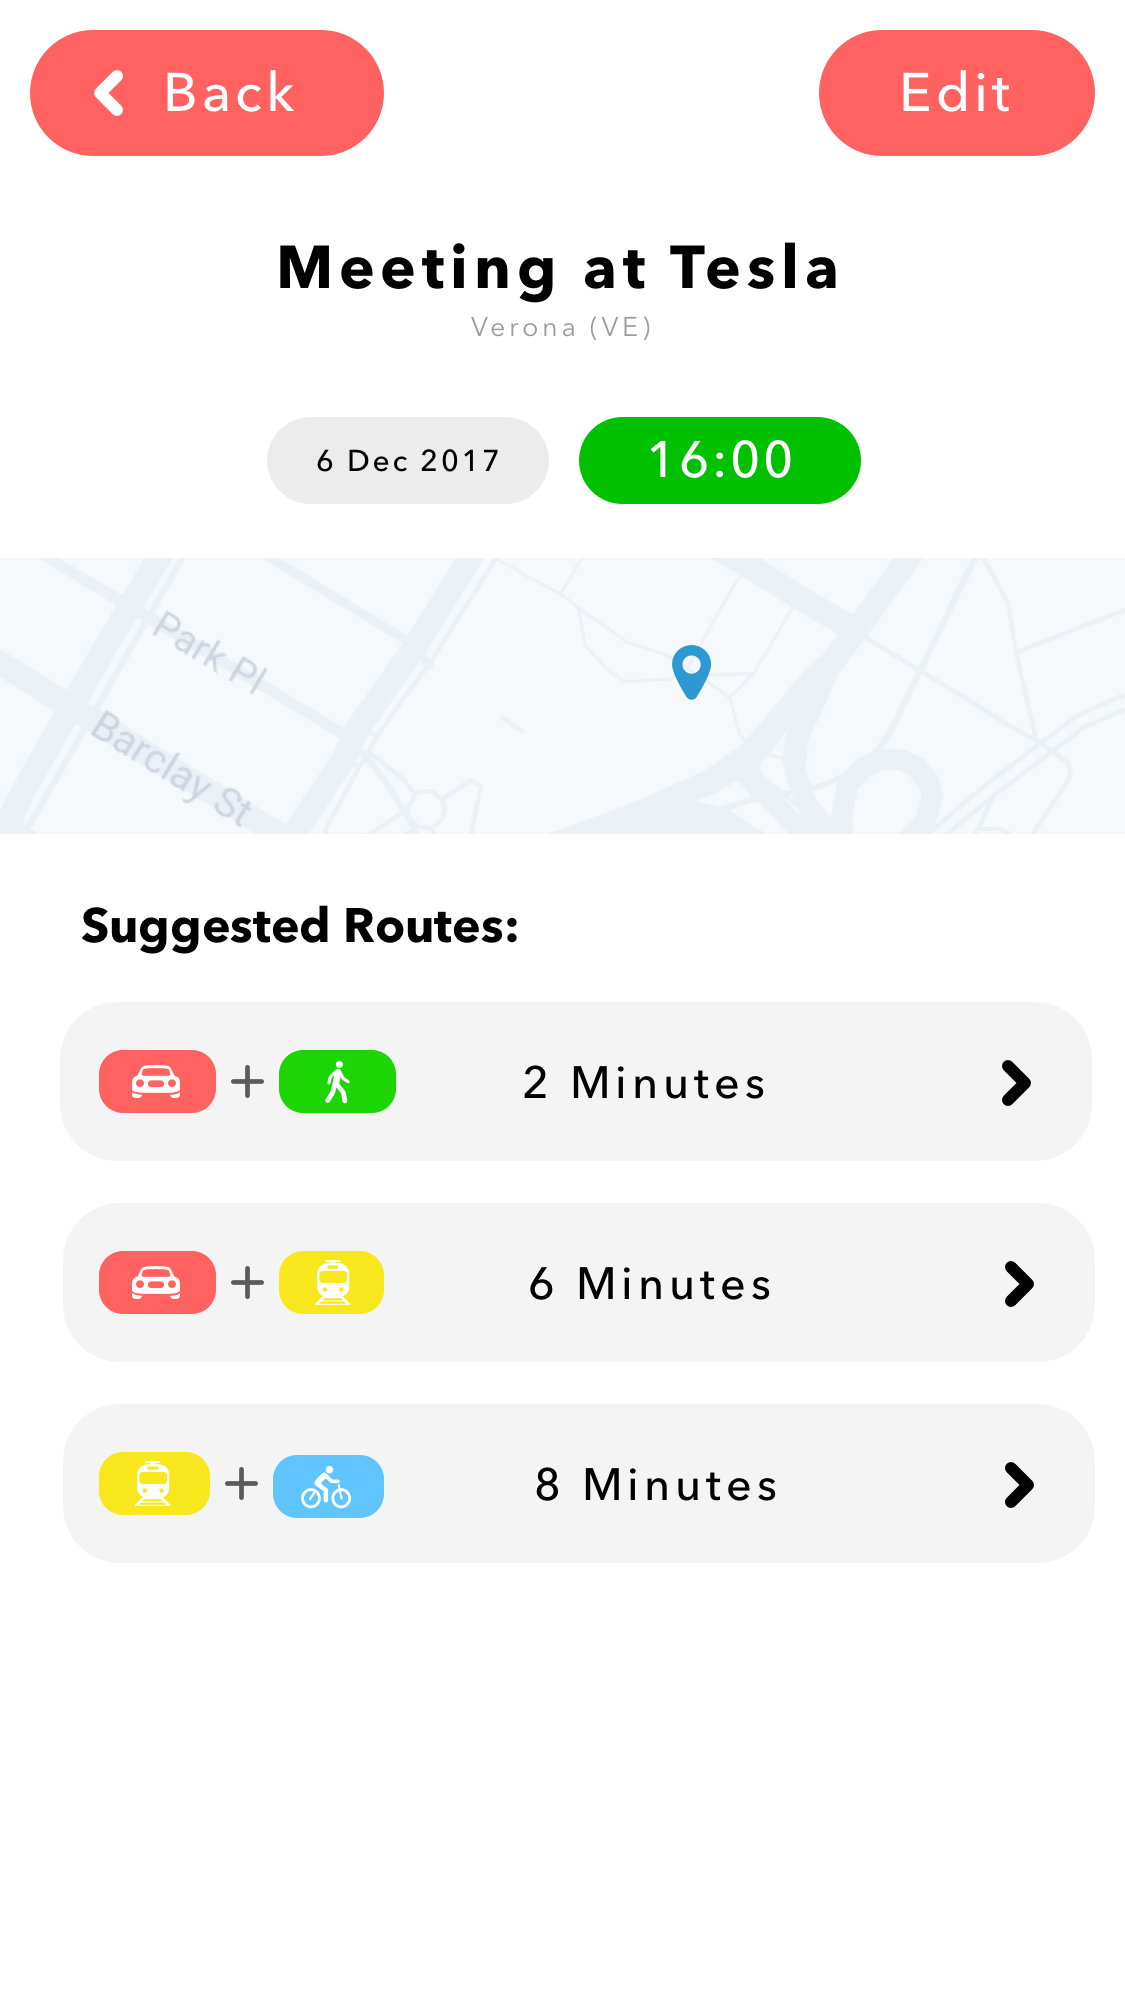 Back
Edit
Meeting at Tesla
Verona (VE)
6 Dec 2017
16:00
Park Pl
Barclay St
Suggested Routes:
2 Minutes
6 Minutes
8 Minutes